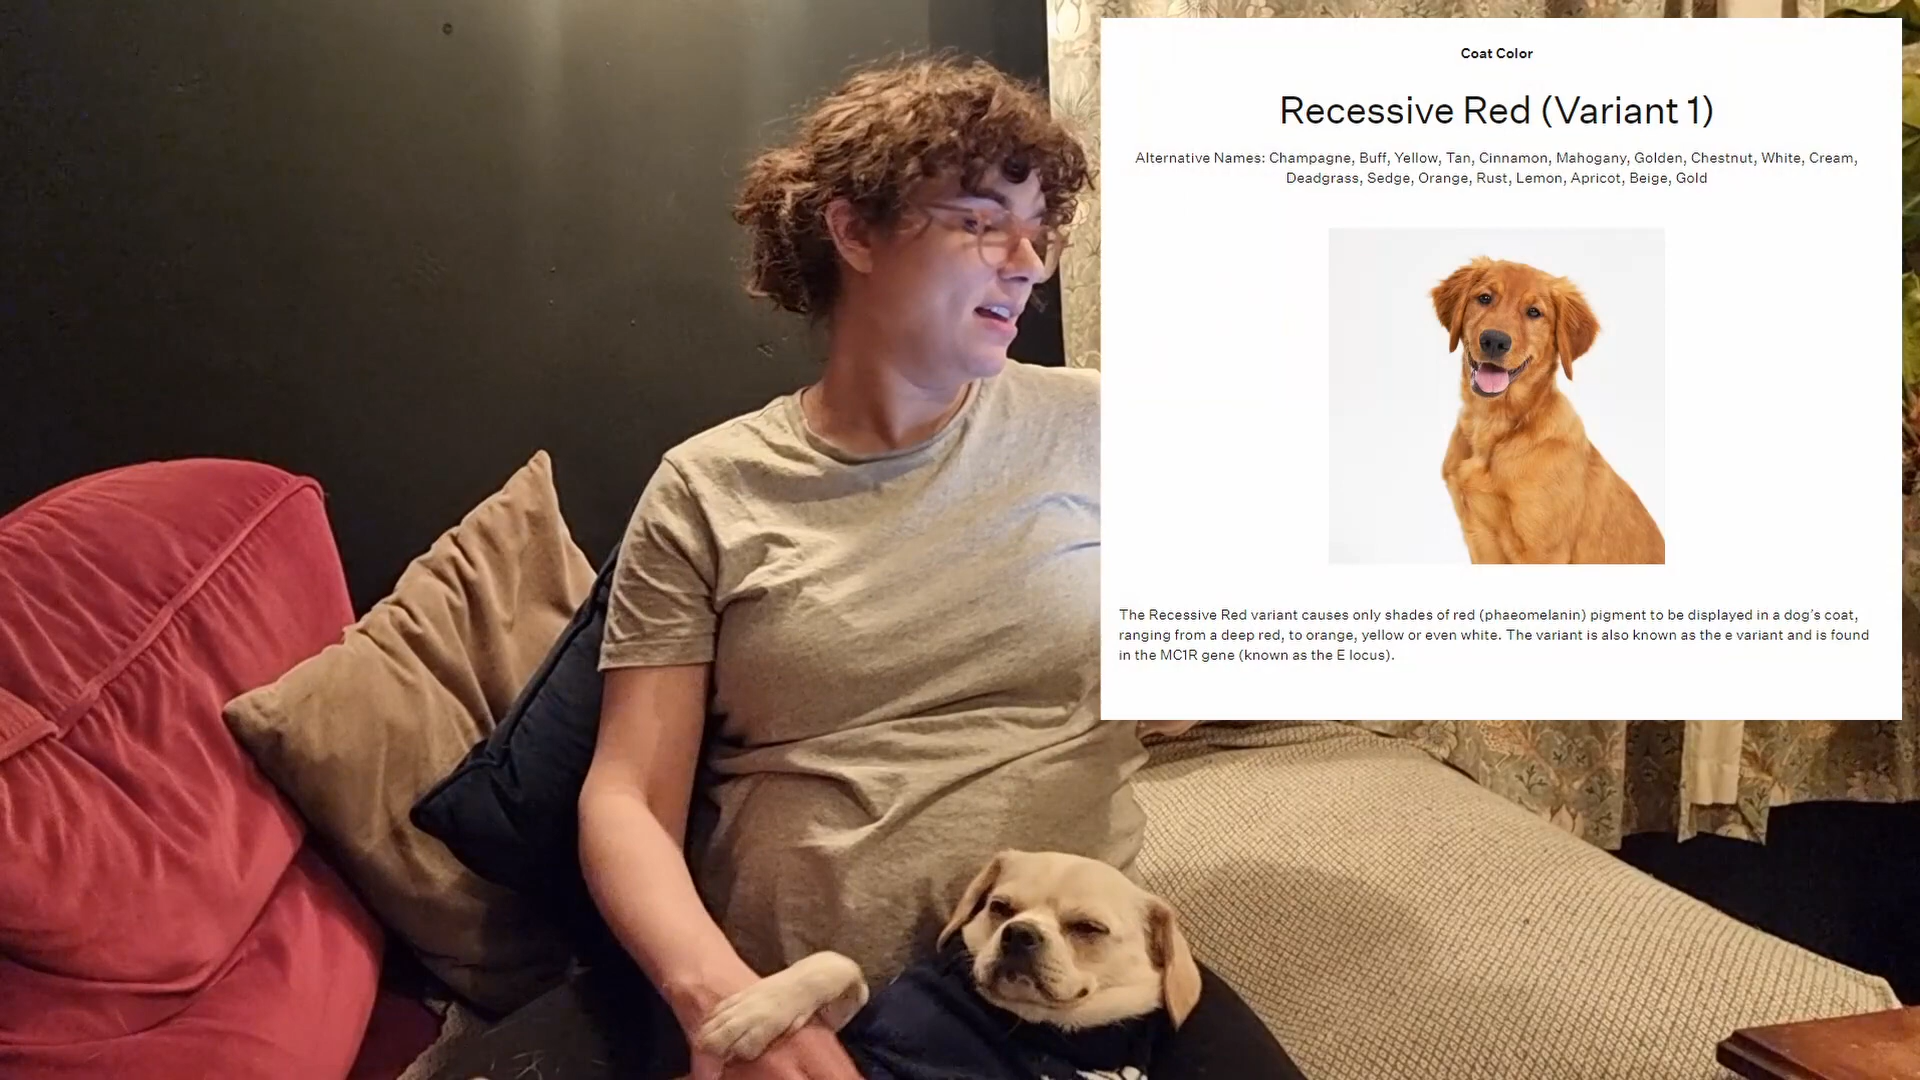 Coat Color
Recessive Red (Variant 1)
Alternative Names: Champagne, Buff, Yellow, Tan, Cinnamon, Mahogany, Golden, Chestnut, White, Cream,
Deadgrass, Sedge, Orange, Rust, Lemon, Apricot, Beige, Gold
The Recessive Red variant causes only shades of red (phaeomelanin) pigment to be displayed in a dog's coat,
ranging from a deep red, to orange, yellow or even white. The variant is also known as the e variant and is found
in the MC1R gene (known as the E locus).